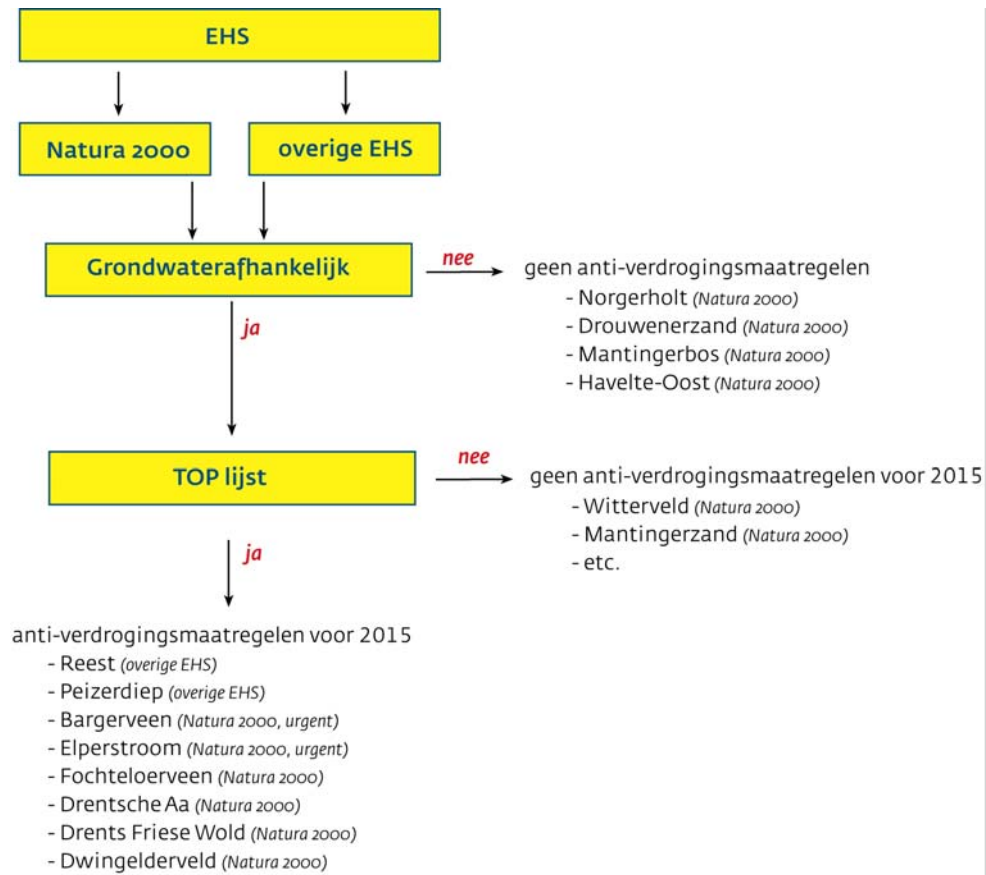 EHS
Natura 2000
overige EHS
Grondwaterafhankelijk
nee
geen anti-verdrogingsmaatregelen
- Norgerholt (Natura 2000)
- Drouwenerzand (Natura 2000)
- Mantingerbos (Natura 2000)
- Havelte-Oost (Natura 2000)
ja
TOP lijst
nee
geen anti-verdrogingsmaatregelen voor 2015
- Witterveld (Natura 2000)
- Mantingerzand (Natura 2000)
- etc.
ja
anti-verdrogingsmaatregelen voor 2015
- Reest (overige EHS)
- Peizerdiep (overige EHS)
- Bargerveen (Natura 2000, urgent)
- Elperstroom (Natura 2000, urgent)
- Fochteloerveen (Natura 2000)
- Drentsche Aa (Natura 2000)
- Drents Friese Wold (Natura 2000)
- Dwingelderveld (Natura 2000)